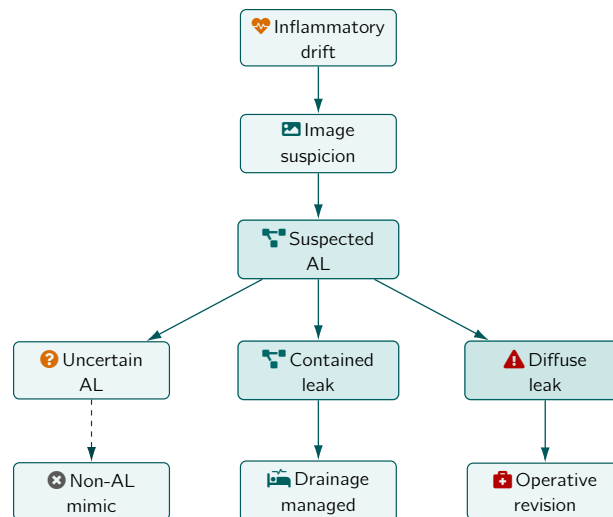 Inflammatory
drift
Image
suspicion
Suspected
AL
Uncertain
AL
Contained
leak
Diffuse
leak
Non-AL
mimic
Drainage
managed
Operative
revision